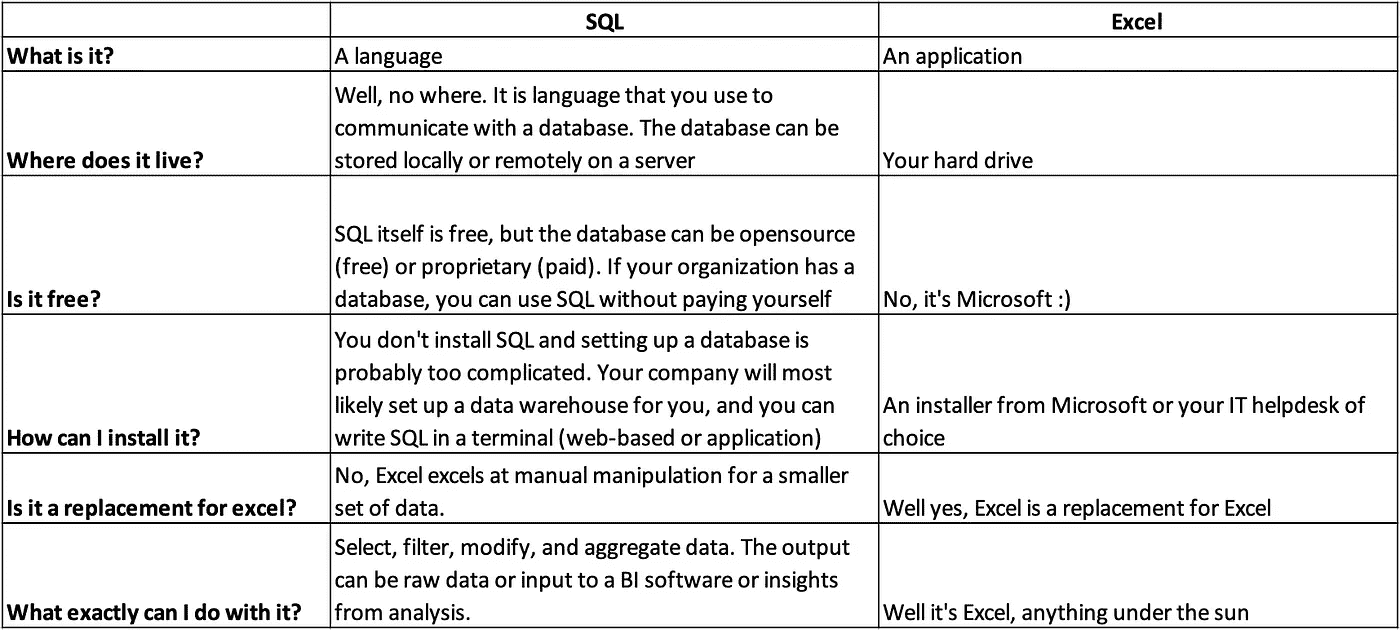 SQL Excel
What is it? A language An application
Well, no where. It is language that you use to
communicate with a database. The database can be
Where does it live? stored locally or remotely on a server Your hard drive
SQL itself is free, but the database can be opensource
(free) or proprietary (paid). If your organization has a
Is it free? database, you can use SQL without paying yourself No, it's Microsoft :)
You don't install SQL and setting up a database is
probably too complicated. Your company will most
likely set up a data warehouse for you, and you can An installer from Microsoft or your IT helpdesk of
How can I install it? write SQL in a terminal (web-based or application) choice
No, Excel excels at manual manipulation for a smaller
Is it a replacement for excel? set of data. Well yes, Excel is a replacement for Excel
Select, filter, modify, and aggregate data. The output
can be raw data or input to a BI software or insights
What exactly can I do with it? from analysis. Well it's Excel, anything under the sun